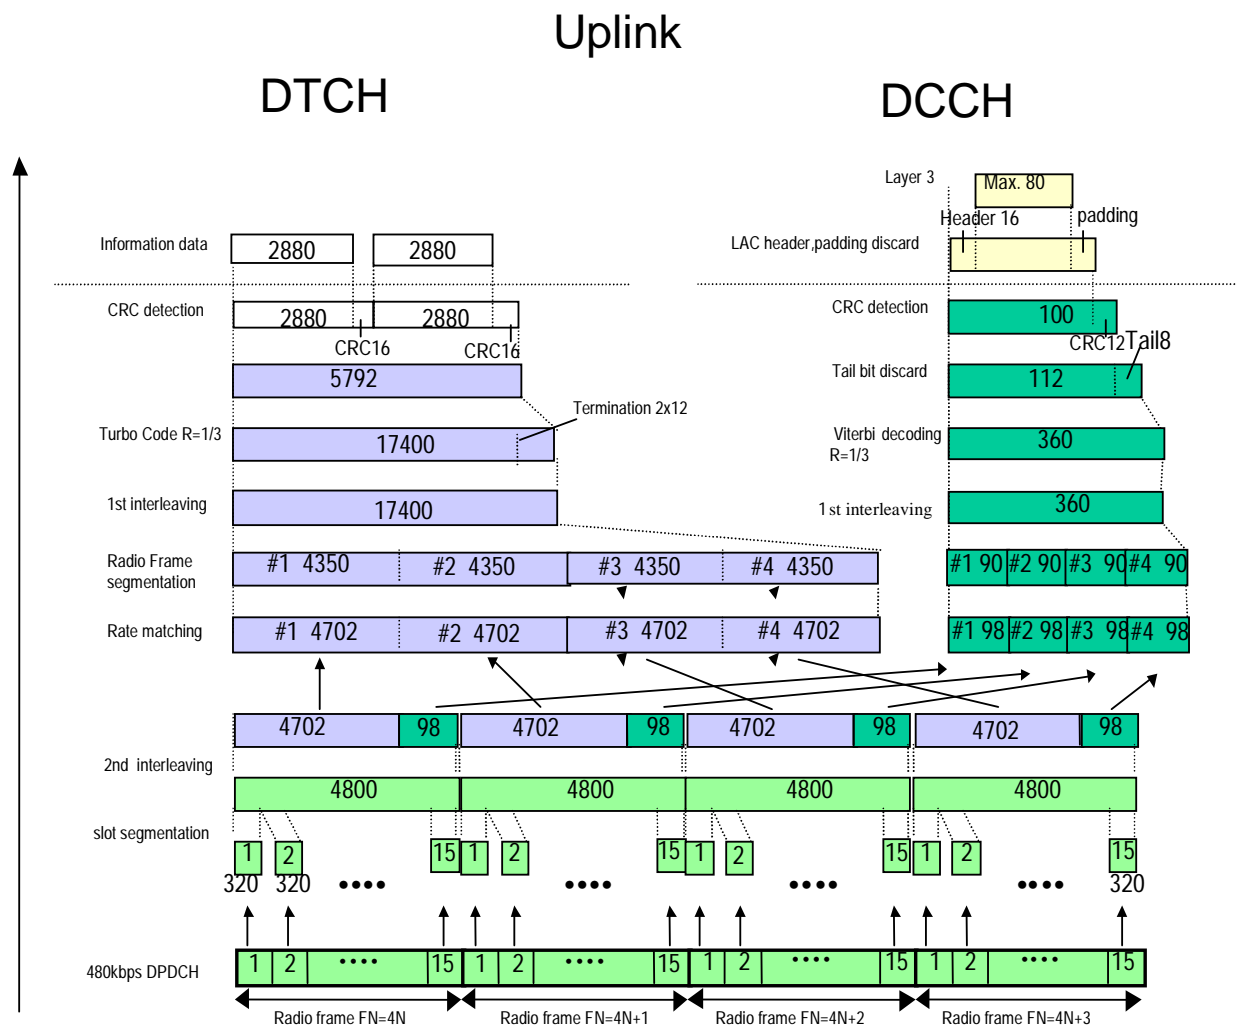 Uplink
DTCH
DCCH
Layer 3
Max. 80
Header 16
padding
Information data
2880
2880
LAC header,padding discard
CRC detection
2880
2880
CRC16
CRC16
CRC detection
100
CRC12
Tail8
5792
Tail bit discard
112
Termination 2x12
Turbo Code R=1/3
17400
Viterbi decoding
R=1/3
360
1st interleaving
17400
1st interleaving
360
Radio Frame
segmentation
#1 4350
#2 4350
#3 4350
#4 4350
#1 90
#2 90
#3 90
#4 90
Rate matching
#1 4702
#2 4702
#3 4702
#4 4702
#1 98
#2 98
#3 98
#4 98
4702
98
4702
98
4702
98
4702
98
2nd interleaving
4800
4800
4800
4800
slot segmentation
1
2
15
1
2
15
1
2
15
1
2
15
320
320
••••
••••
••••
••••
320
480kbps DPDCH
1
2
••••
15
1
2
••••
15
1
2
••••
15
1
2
••••
15
Radio frame FN=4N
Radio frame FN=4N+1
Radio frame FN=4N+2
Radio frame FN=4N+3